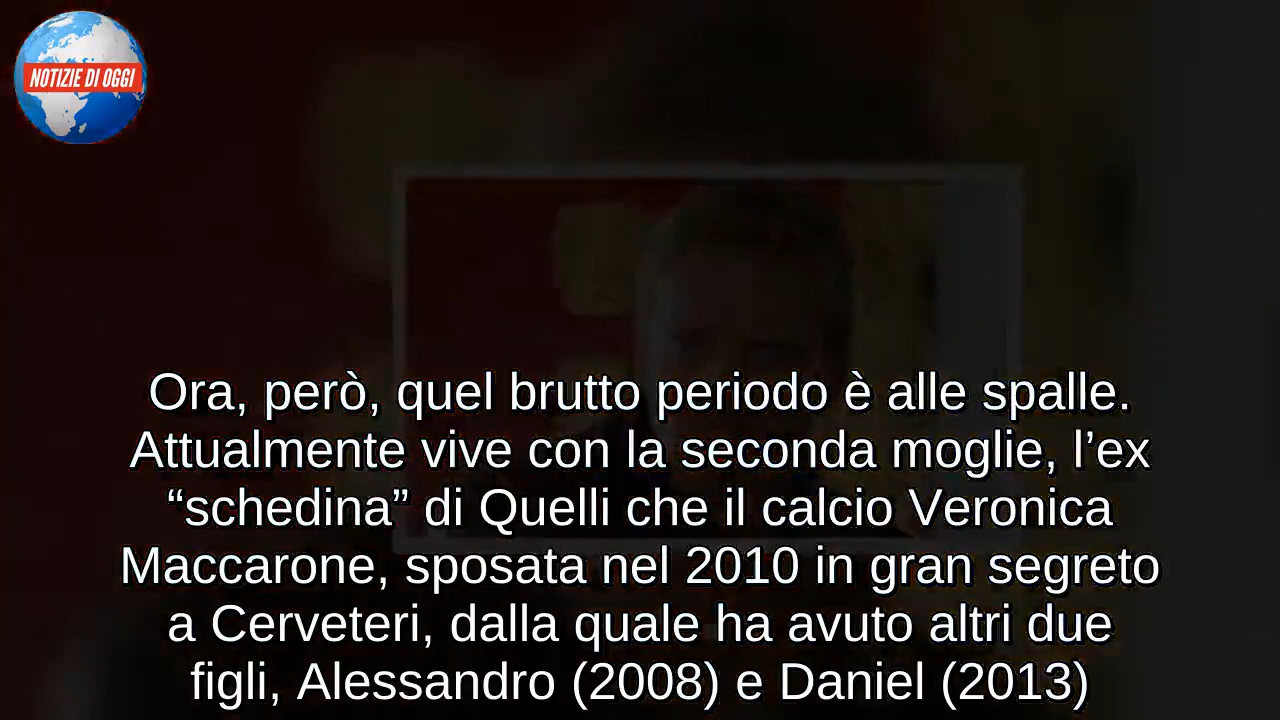 NOTIZIE DI OGGI
Ora, però, quel brutto periodo è alle spalle.
Attualmente vive con la seconda moglie, l’ex
“schedina” di Quelli che il calcio Veronica
Maccarone, sposata nel 2010 in gran segreto
a Cerveteri, dalla quale ha avuto altri due
figli, Alessandro (2008) e Daniel (2013)